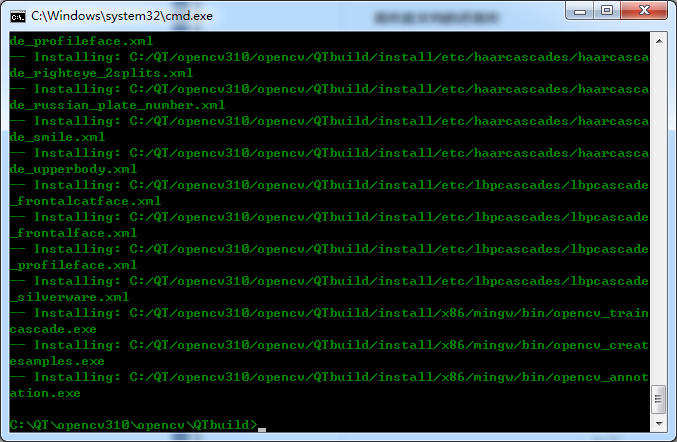 C:\Windows\system32\cmd.exe
de_profileface.xml
-- Installing: C:/QT/opencv310/opencv/QTbuild/install/etc/haarcascades/haarcasca
de_righteye_2splits.xml
-- Installing: C:/QT/opencv310/opencv/QTbuild/install/etc/haarcascades/haarcasca
de_russian_plate_number.xml
-- Installing: C:/QT/opencv310/opencv/QTbuild/install/etc/haarcascades/haarcasca
de_smile.xml
-- Installing: C:/QT/opencv310/opencv/QTbuild/install/etc/haarcascades/haarcasca
de_upperbody.xml
-- Installing: C:/QT/opencv310/opencv/QTbuild/install/etc/lbpcascades/lbpcascade
_frontalcatface.xml
-- Installing: C:/QT/opencv310/opencv/QTbuild/install/etc/lbpcascades/lbpcascade
_frontalface.xml
-- Installing: C:/QT/opencv310/opencv/QTbuild/install/etc/lbpcascades/lbpcascade
_profileface.xml
-- Installing: C:/QT/opencv310/opencv/QTbuild/install/etc/lbpcascades/lbpcascade
_silverware.xml
-- Installing: C:/QT/opencv310/opencv/QTbuild/install/x86/mingw/bin/opencv_train
cascade.exe
-- Installing: C:/QT/opencv310/opencv/QTbuild/install/x86/mingw/bin/opencv_creat
esamples.exe
-- Installing: C:/QT/opencv310/opencv/QTbuild/install/x86/mingw/bin/opencv_annot
ation.exe
C:\QT\opencv310\opencv\QTbuild>